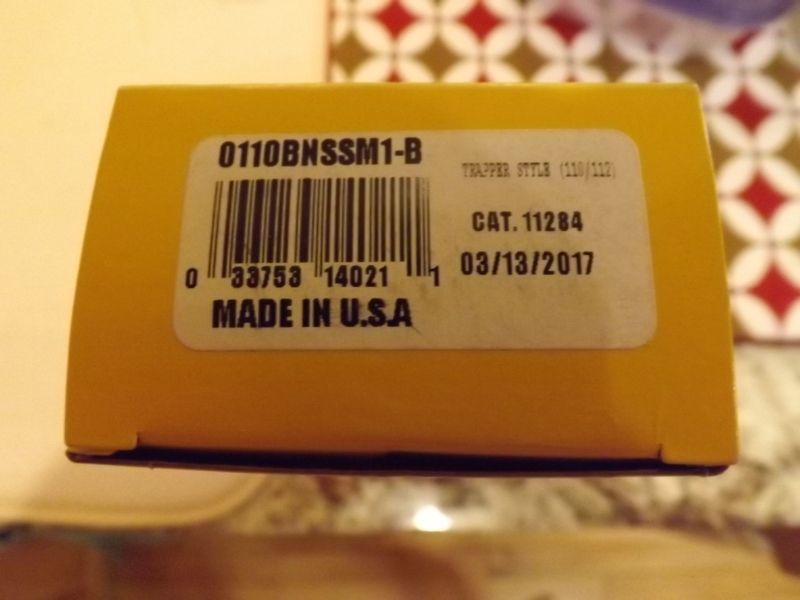 0110BNSSM1-B
TRAPPER STYLE (110/112)
CAT. 11284
03/13/2017
0 33753 14021 1
MADE IN U.S.A